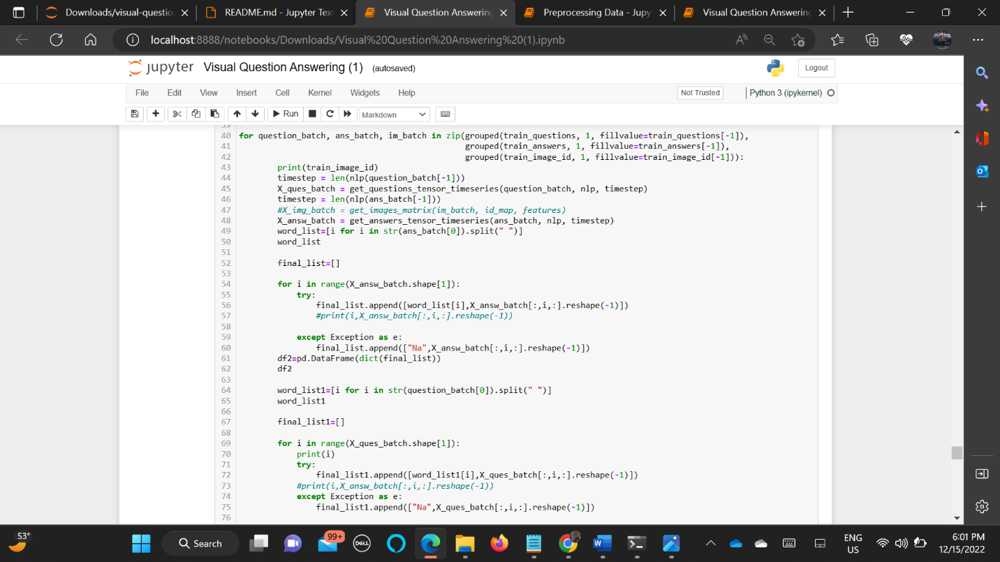 Downloads/visual-questio
README.md - Jupyter Text
Visual Question Answering
Preprocessing Data - Jupy
Visual Question Answering
localhost:8888/notebooks/Downloads/Visual%20Question%20Answering%20(1).ipynb
jupyter Visual Question Answering (1) (autosaved)
Logout
File Edit View Insert Cell Kernel Widgets Help
Not Trusted
Python 3 (ipykernel)
Run
Markdown
39
40 for question_batch, ans_batch, im_batch in zip(grouped(train_questions, 1, fillvalue=train_questions[-1]),
41 grouped(train_answers, 1, fillvalue=train_answers[-1]),
42 grouped(train_image_id, 1, fillvalue=train_image_id[-1])):
43 print(train_image_id)
44 timestep = len(nlp(question_batch[-1]))
45 X_ques_batch = get_questions_tensor_timeseries(question_batch, nlp, timestep)
46 timestep = len(nlp(ans_batch[-1]))
47 #X_img_batch = get_images_matrix(im_batch, id_map, features)
48 X_answ_batch = get_answers_tensor_timeseries(ans_batch, nlp, timestep)
49 word_list=[i for i in str(ans_batch[0]).split(" ")]
50 word_list
51
52 final_list=[]
53
54 for i in range(X_answ_batch.shape[1]):
55 try:
56 final_list.append([word_list[i],X_answ_batch[:,i,:].reshape(-1)])
57 #print(i,X_answ_batch[:,i,:].reshape(-1))
58
59 except Exception as e:
60 final_list.append(["Na",X_answ_batch[:,i,:].reshape(-1)])
61 df2=pd.DataFrame(dict(final_list))
62 df2
63
64 word_list1=[i for i in str(question_batch[0]).split(" ")]
65 word_list1
66
67 final_list1=[]
68
69 for i in range(X_ques_batch.shape[1]):
70 print(i)
71 try:
72 final_list1.append([word_list1[i],X_ques_batch[:,i,:].reshape(-1)])
73 #print(i,X_answ_batch[:,i,:].reshape(-1))
74 except Exception as e:
75 final_list1.append(["Na",X_ques_batch[:,i,:].reshape(-1)])
76
53°
Search
99+
DELL
ENG
US
6:01 PM
12/15/2022